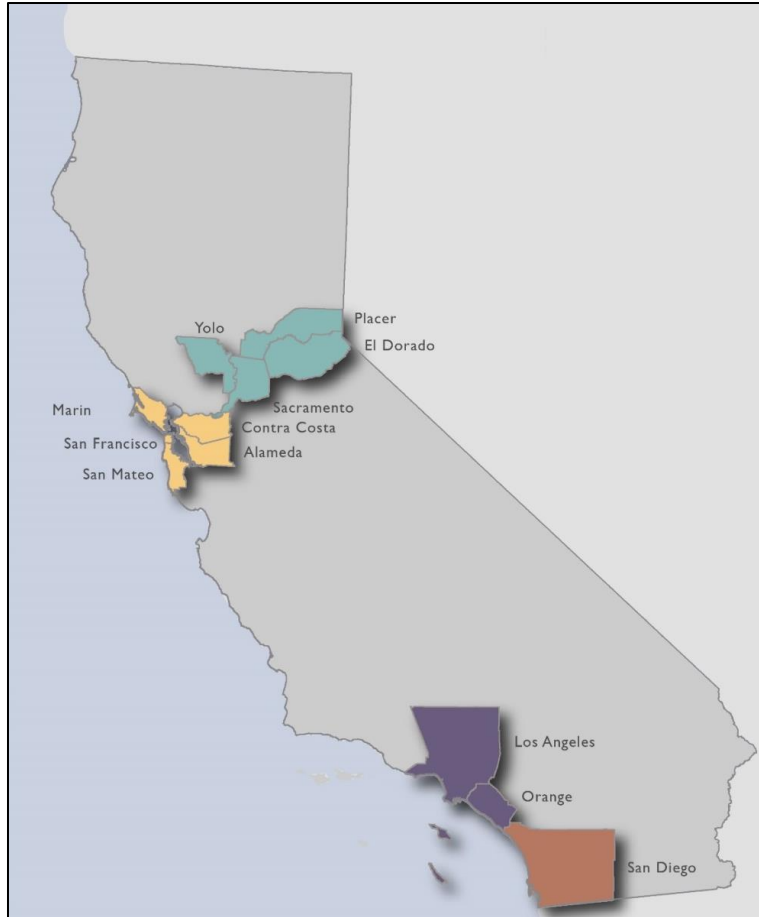 Placer
Yolo
El Dorado
Sacramento
Marin
Contra Costa
San Francisco
Alameda
San Mateo
Los Angeles
Orange
San Diego